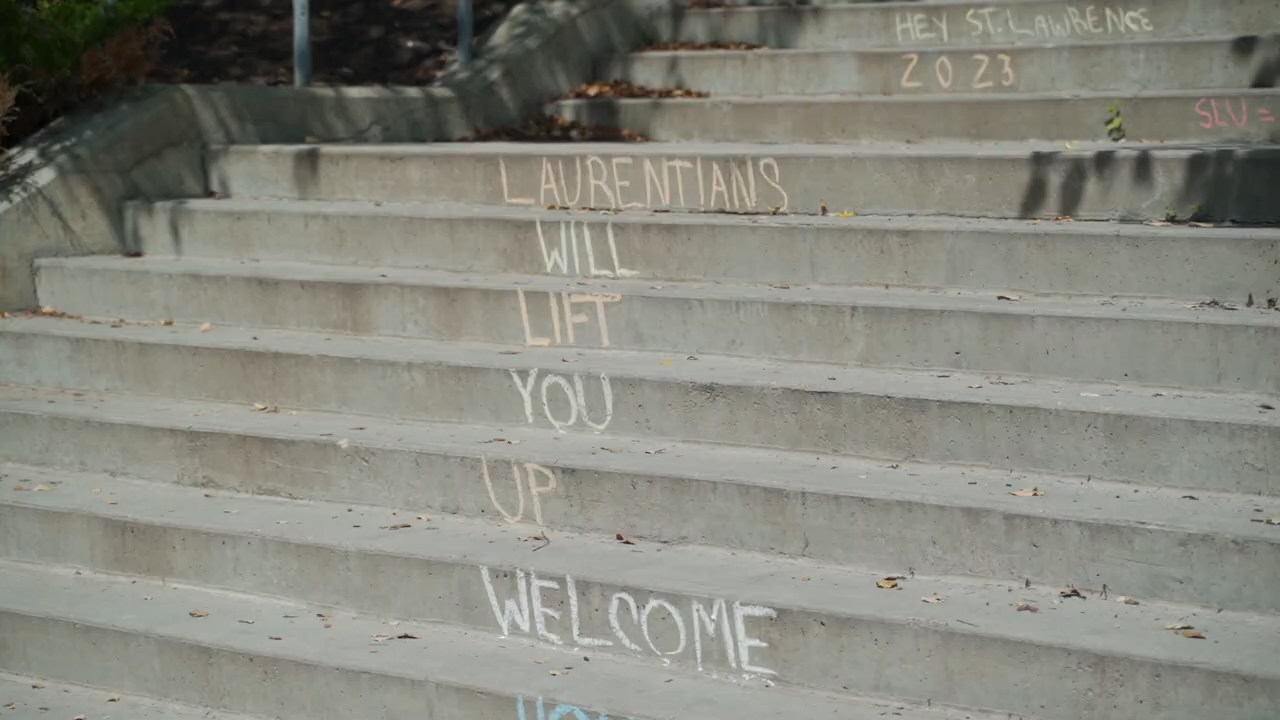 HEY ST. LAWRENCE
2023
SLU =
LAURENTIANS
WILL
LIFT
YOU
UP
WELCOME